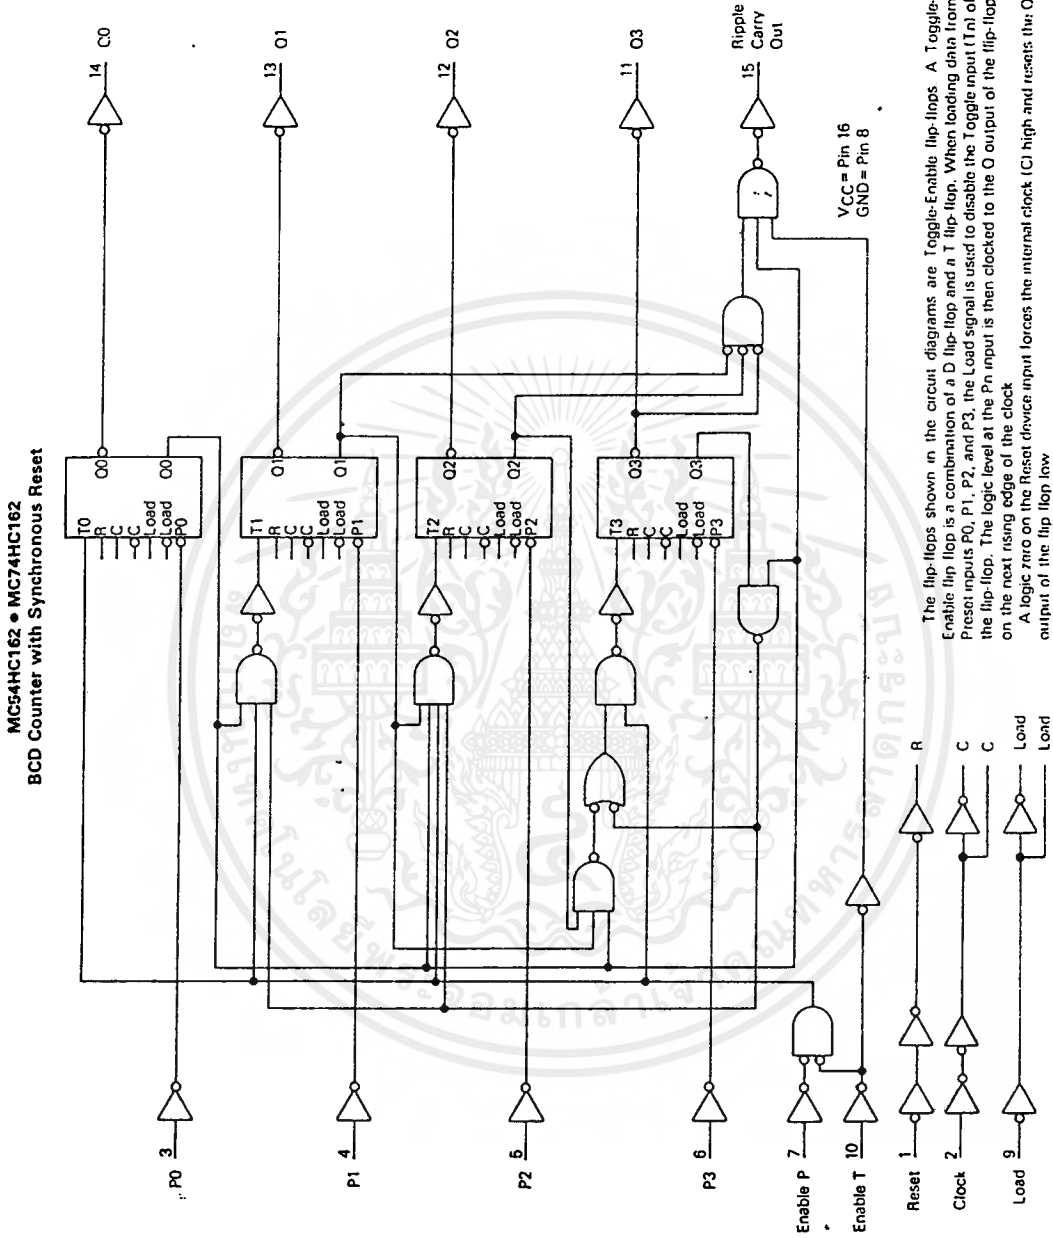 MC54HC162 ● MC74HC162
BCD Counter with Synchronous Reset
P0 3
T0
R
C
C
Load
Load
P0
Q0
Q0
14 C0
P1 4
T1
R
C
C
Load
Load
P1
Q1
Q1
13 Q1
P2 5
T2
R
C
C
Load
Load
P2
Q2
Q2
12 Q2
P3 6
T3
R
C
C
Load
Load
P3
Q3
Q3
11 Q3
Enable P 7
Enable T 10
15 Ripple
Carry
Out
VCC = Pin 16
GND = Pin 8
Reset 1
R
Clock 2
C
C
Load 9
Load
Load
The flip-flops shown in the circuit diagrams are Toggle-Enable flip-flops. A Toggle-
Enable flip flop is a combination of a D flip-flop and a T flip-flop. When loading data from
Preset inputs P0, P1, P2, and P3, the Load signal is used to disable the Toggle input (Tn) of
the flip-flop. The logic level at the Pn input is then clocked to the Q output of the flip-flop
on the next rising edge of the clock
A logic zero on the Reset device input forces the internal clock (C) high and resets the Q
output of the flip flop low